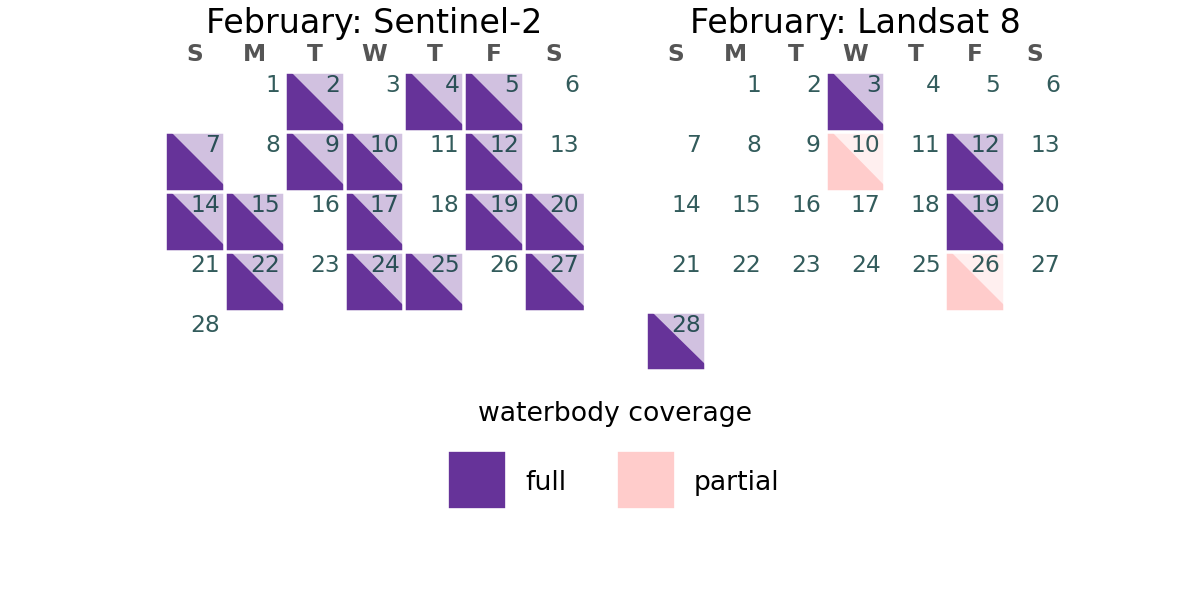 February: Sentinel-2
S M T W T F S
1 2 3 4 5 6
7 8 9 10 11 12 13
14 15 16 17 18 19 20
21 22 23 24 25 26 27
28
February: Landsat 8
S M T W T F S
1 2 3 4 5 6
7 8 9 10 11 12 13
14 15 16 17 18 19 20
21 22 23 24 25 26 27
28
waterbody coverage
full partial